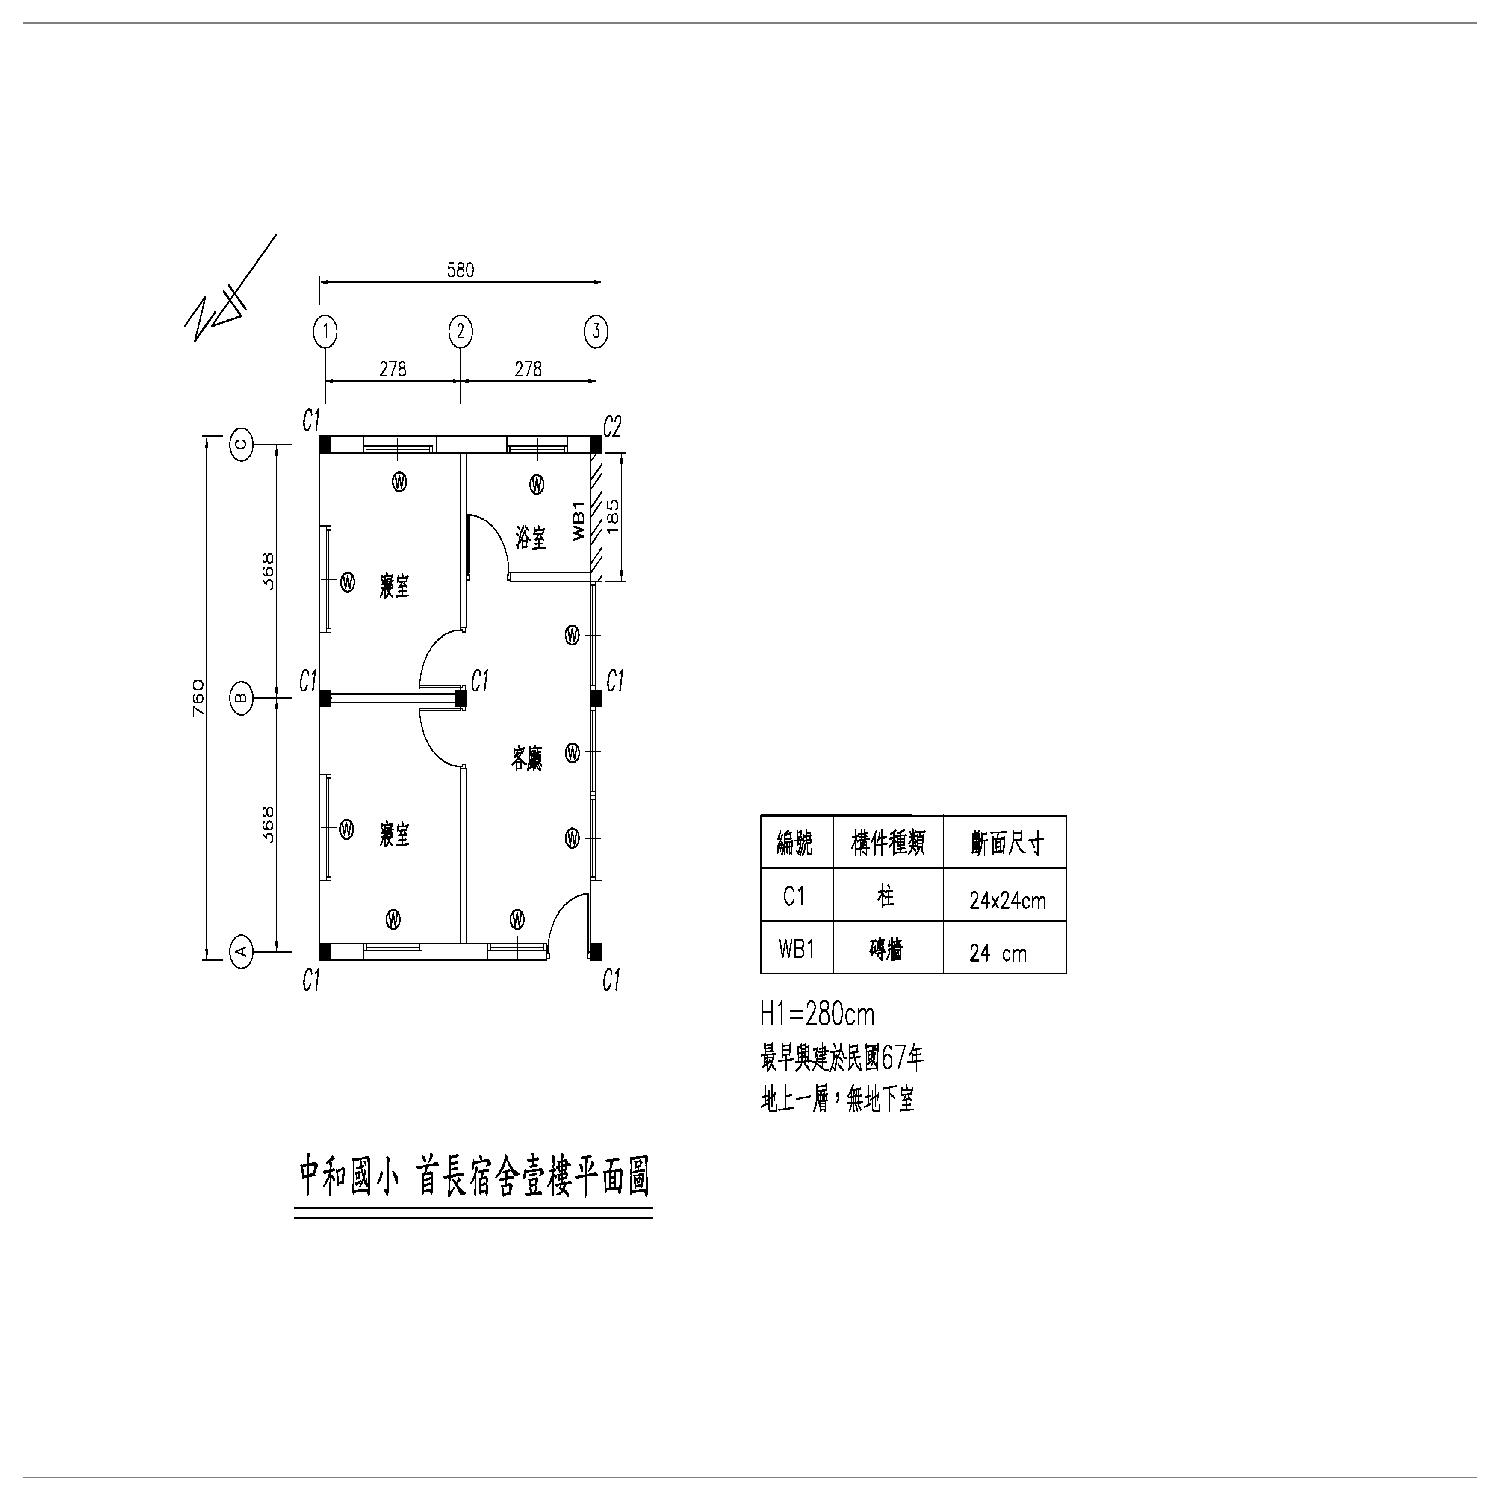 580
N
1 2 3
278 278
C1 C2
C
W W
WB1
185
浴室
368
W
寢室
W
760
C1 C1 C1
B
W
客廳
368
W
寢室
W
W W
A
C1 C1
編號 構件種類 斷面尺寸
C1 柱 24x24cm
WB1 磚牆 24 cm
H1=280cm
最早興建於民國67年
地上一層，無地下室
中和國小 首長宿舍壹樓平面圖